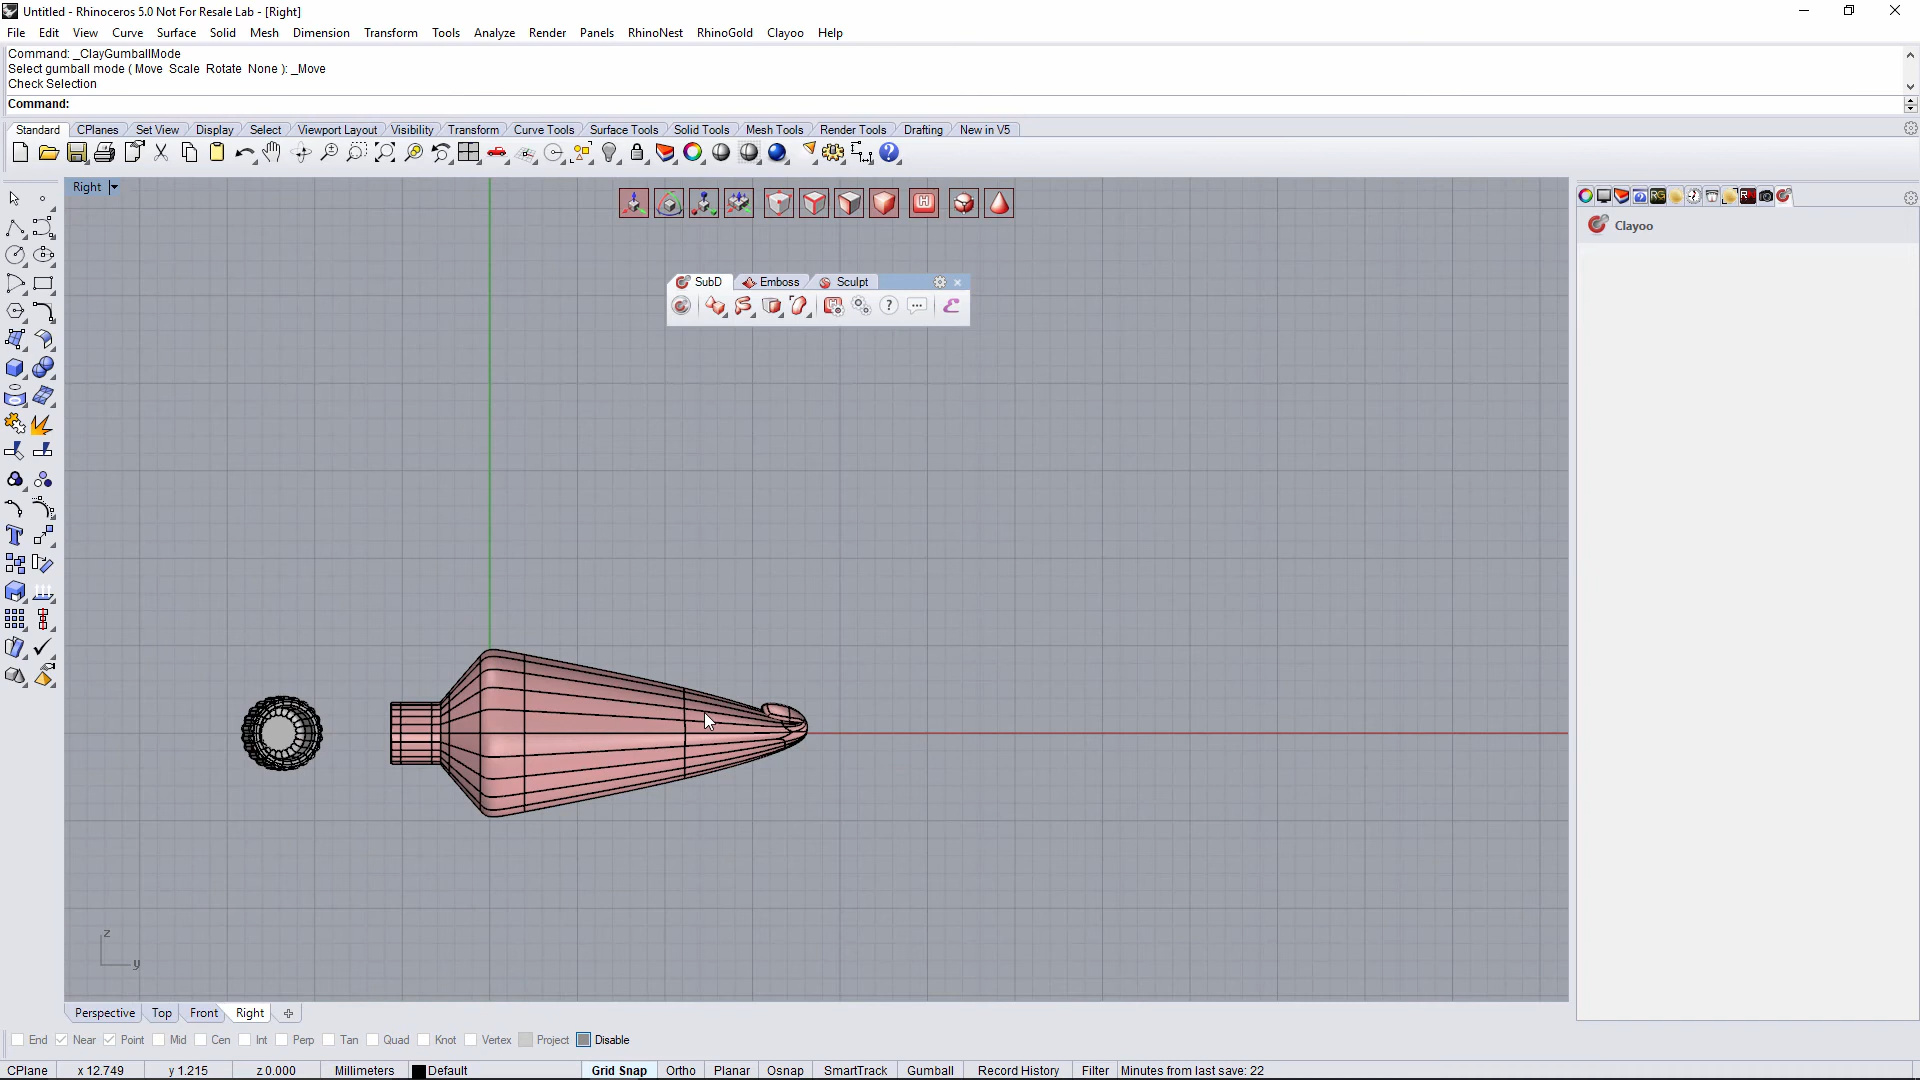 Untitled - Rhinoceros 5.0 Not For Resale Lab - [Right]
File Edit View Curve Surface Solid Mesh Dimension Transform Tools Analyze Render Panels RhinoNest RhinoGold Clayoo Help
Command: _ClayGumballMode
Select gumball mode ( Move Scale Rotate None ): _Move
Check Selection
Command:
Standard CPlanes Set View Display Select Viewport Layout Visibility Transform Curve Tools Surface Tools Solid Tools Mesh Tools Render Tools Drafting New in V5
Right
Clayoo
SubD Emboss Sculpt
z
y
Perspective Top Front Right
End Near Point Mid Cen Int Perp Tan Quad Knot Vertex Project Disable
CPlane x 12.749 y 1.215 z 0.000 Millimeters Default Grid Snap Ortho Planar Osnap SmartTrack Gumball Record History Filter Minutes from last save: 22